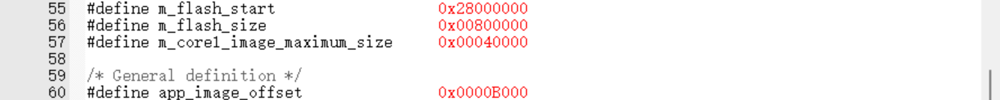 55 #define m_flash_start 0x28000000
56 #define m_flash_size 0x00800000
57 #define m_core1_image_maximum_size 0x00040000
58
59 /* General definition */
60 #define app_image_offset 0x0000B000